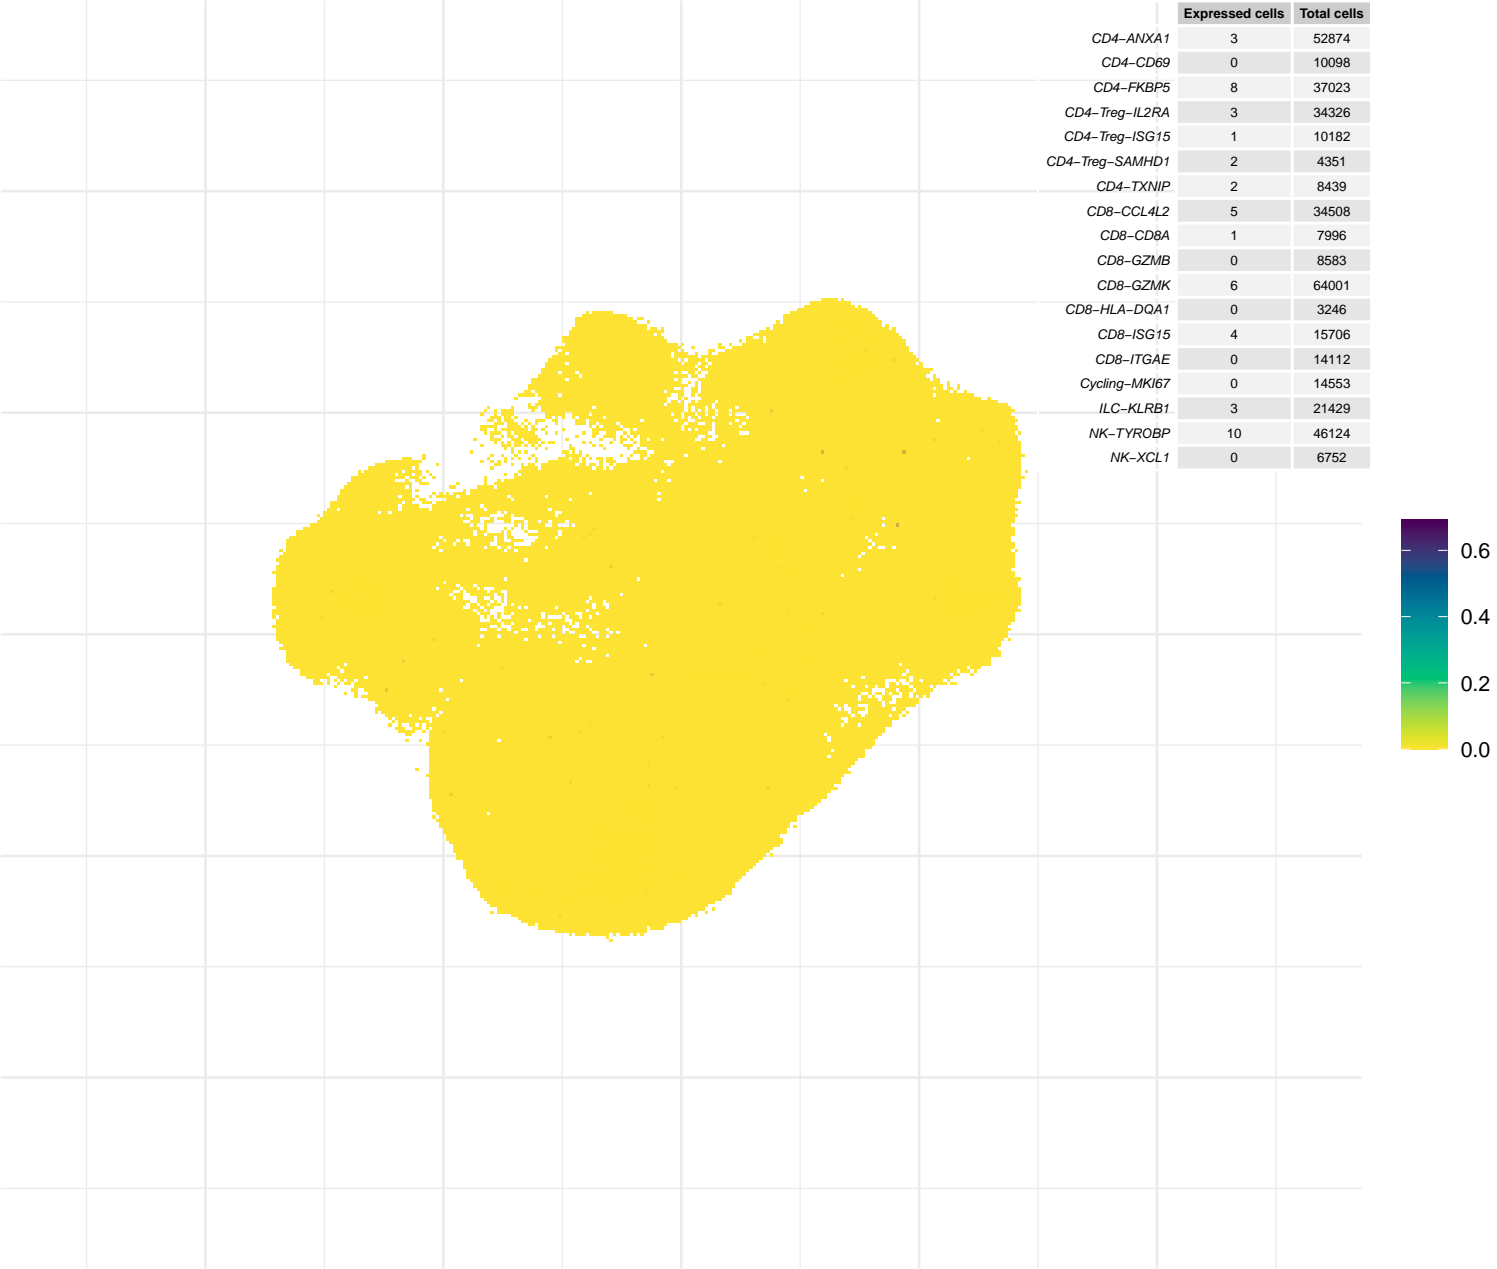 Expressed cells Total cells
CD4−ANXA1 3 52874
CD4−CD69 0 10098
CD4−FKBP5 8 37023
CD4−Treg−IL2RA 3 34326
CD4−Treg−ISG15 1 10182
CD4−Treg−SAMHD1 2 4351
CD4−TXNIP 2 8439
CD8−CCL4L2 5 34508
CD8−CD8A 1 7996
CD8−GZMB 0 8583
CD8−GZMK 6 64001
CD8−HLA−DQA1 0 3246
CD8−ISG15 4 15706
CD8−ITGAE 0 14112
Cycling−MKI67 0 14553
ILC−KLRB1 3 21429
NK−TYROBP 10 46124
NK−XCL1 0 6752
0.6
0.4
0.2
0.0